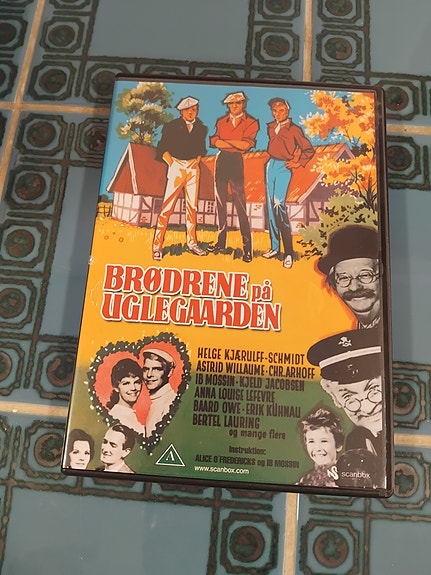 BRØDRENE på
UGLEGAARDEN
HELGE KJÆRULFF-SCHMIDT
ASTRID WILLAUME - CHR. ARHOFF
IB MOSSIN - KJELD JACOBSEN
ANNA LOUISE LEFEVRE
BAARD OWE - ERIK KÜHNAU
BERTEL LAURING
og mange flere
Instruktion:
ALICE O'FREDERICKS og IB MOSSIN
A
www.scanbox.com
scanbox